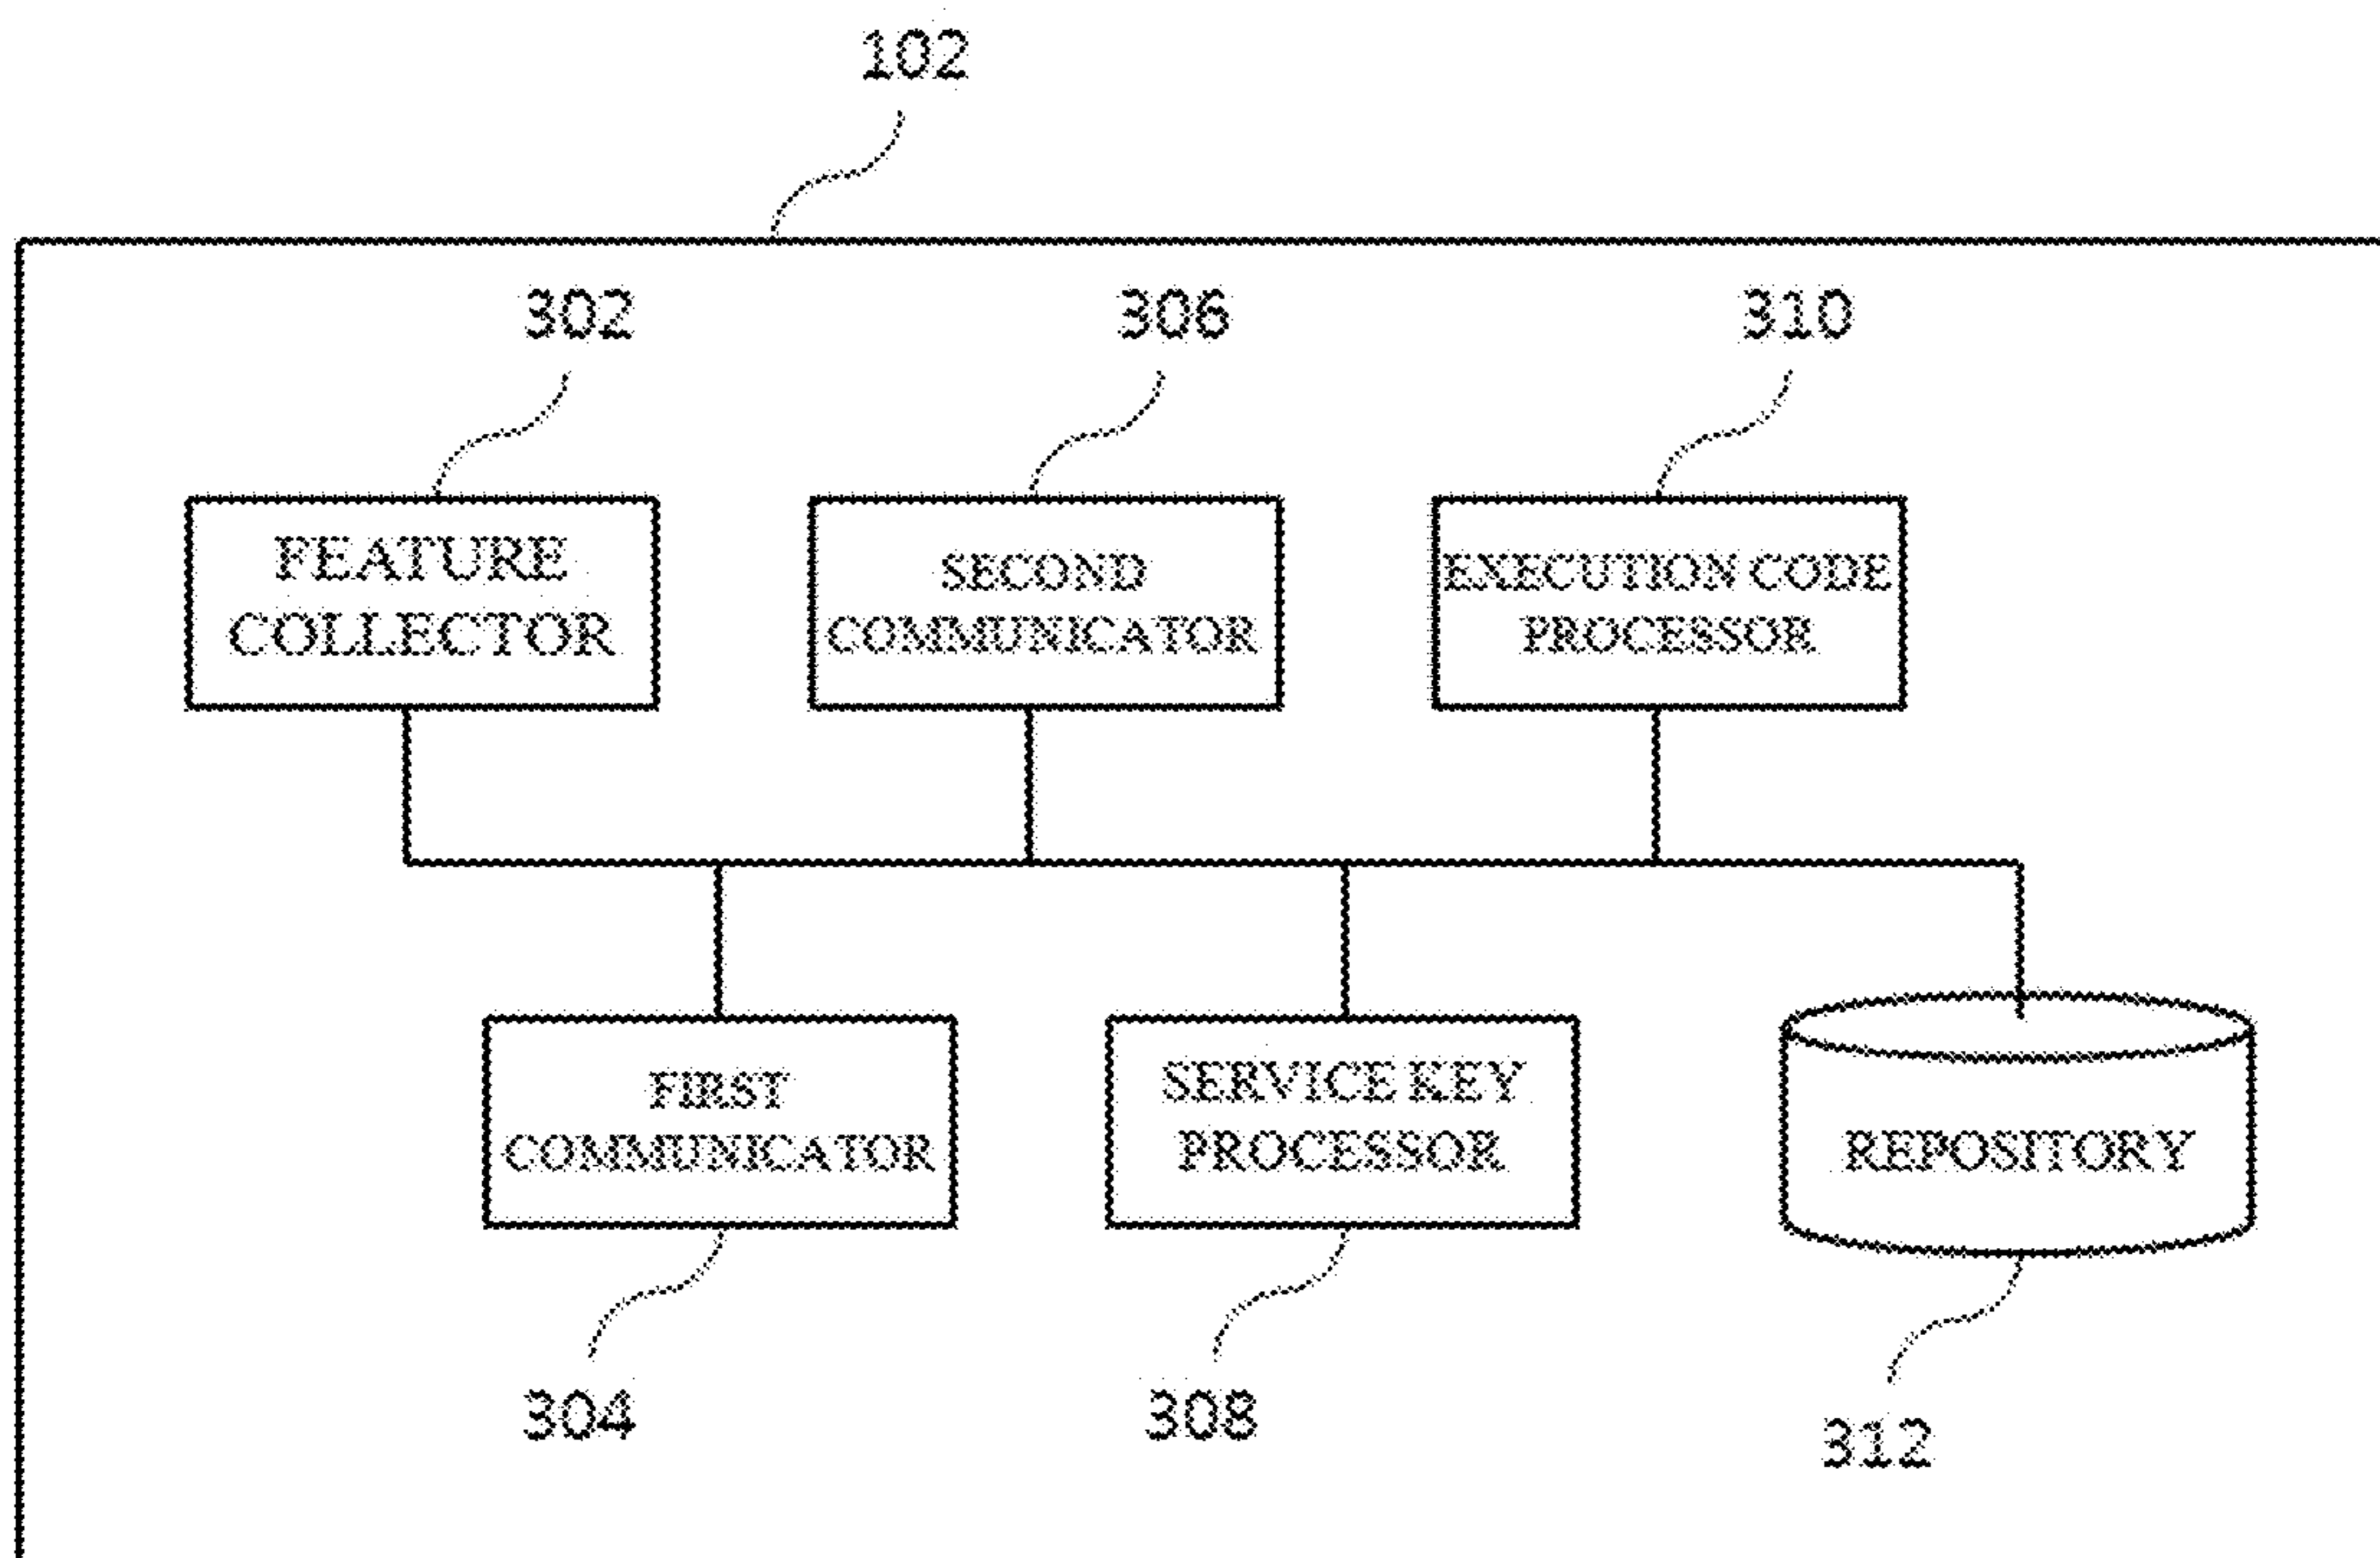 102
302
306
310
FEATURE
COLLECTOR
SECOND
COMMUNICATOR
EXECUTION CODE
PROCESSOR
FIRST
COMMUNICATOR
SERVICE KEY
PROCESSOR
REPOSITORY
304
308
312